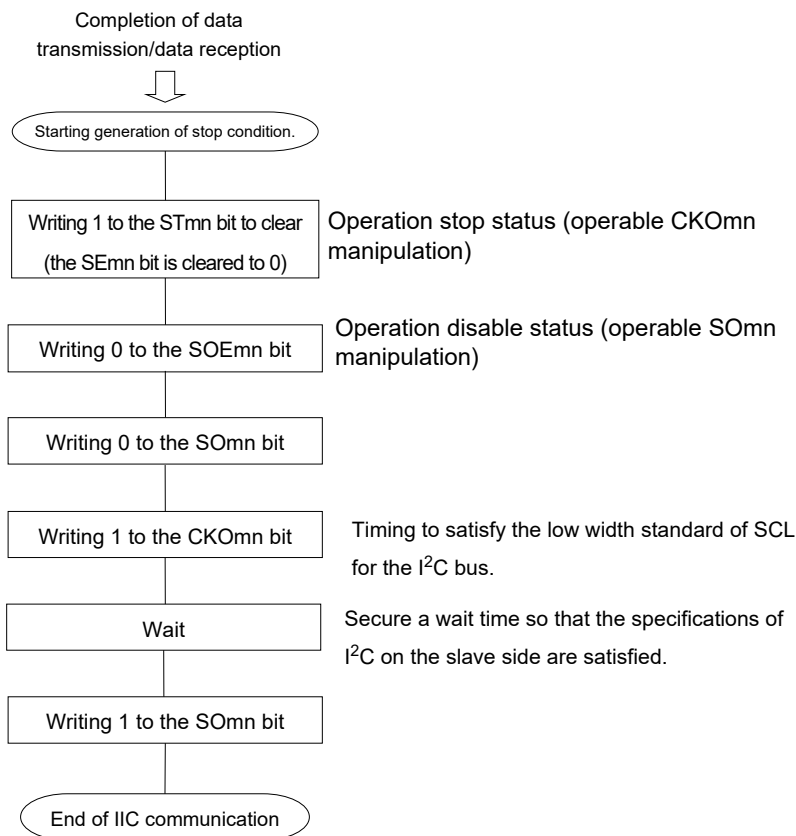 Completion of data
transmission/data reception
Starting generation of stop condition.
Writing 1 to the STmn bit to clear
(the SEmn bit is cleared to 0)
Operation stop status (operable CKOmn
manipulation)
Writing 0 to the SOEmn bit
Operation disable status (operable SOmn
manipulation)
Writing 0 to the SOmn bit
Writing 1 to the CKOmn bit
Timing to satisfy the low width standard of SCL
for the I²C bus.
Wait
Secure a wait time so that the specifications of
I²C on the slave side are satisfied.
Writing 1 to the SOmn bit
End of IIC communication